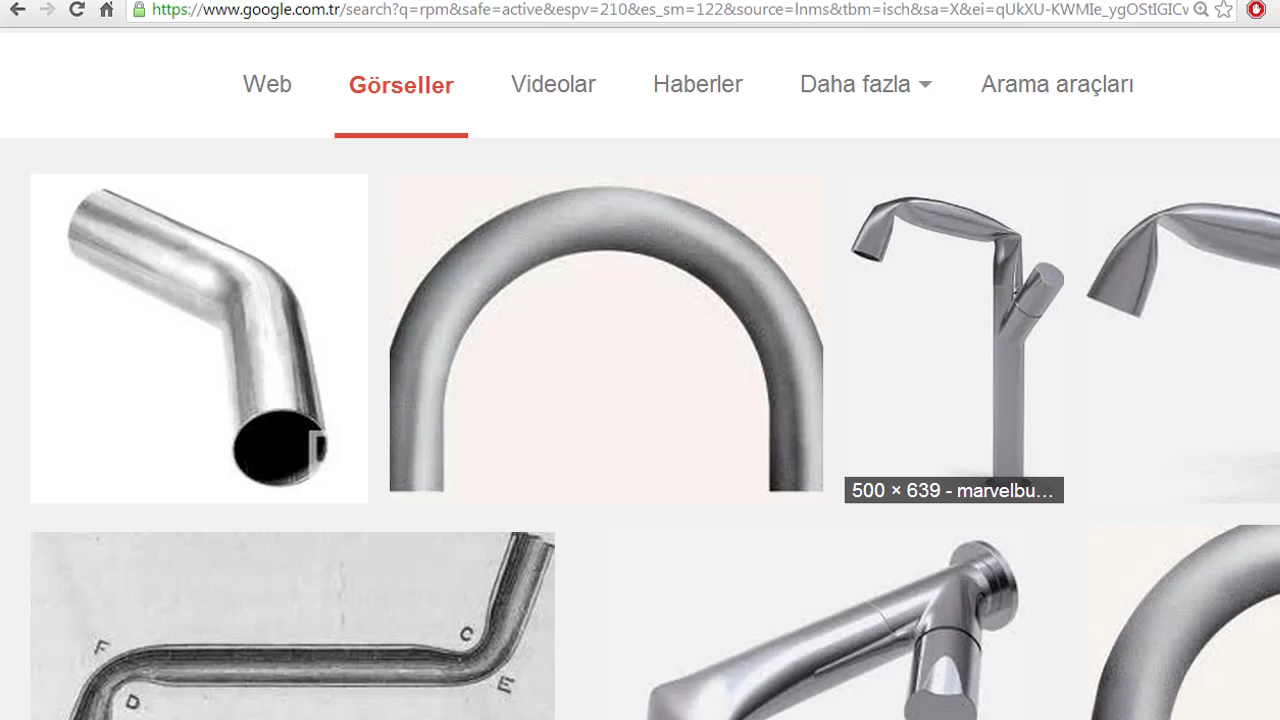 https://www.google.com.tr/search?q=rpm&safe=active&espv=210&es_sm=122&source=lnms&tbm=isch&sa=X&ei=qUkXU-KWMIe_ygOStIGICv
Web Görseller Videolar Haberler Daha fazla Arama araçları
500 × 639 - marvelbu...
F
C
D
E